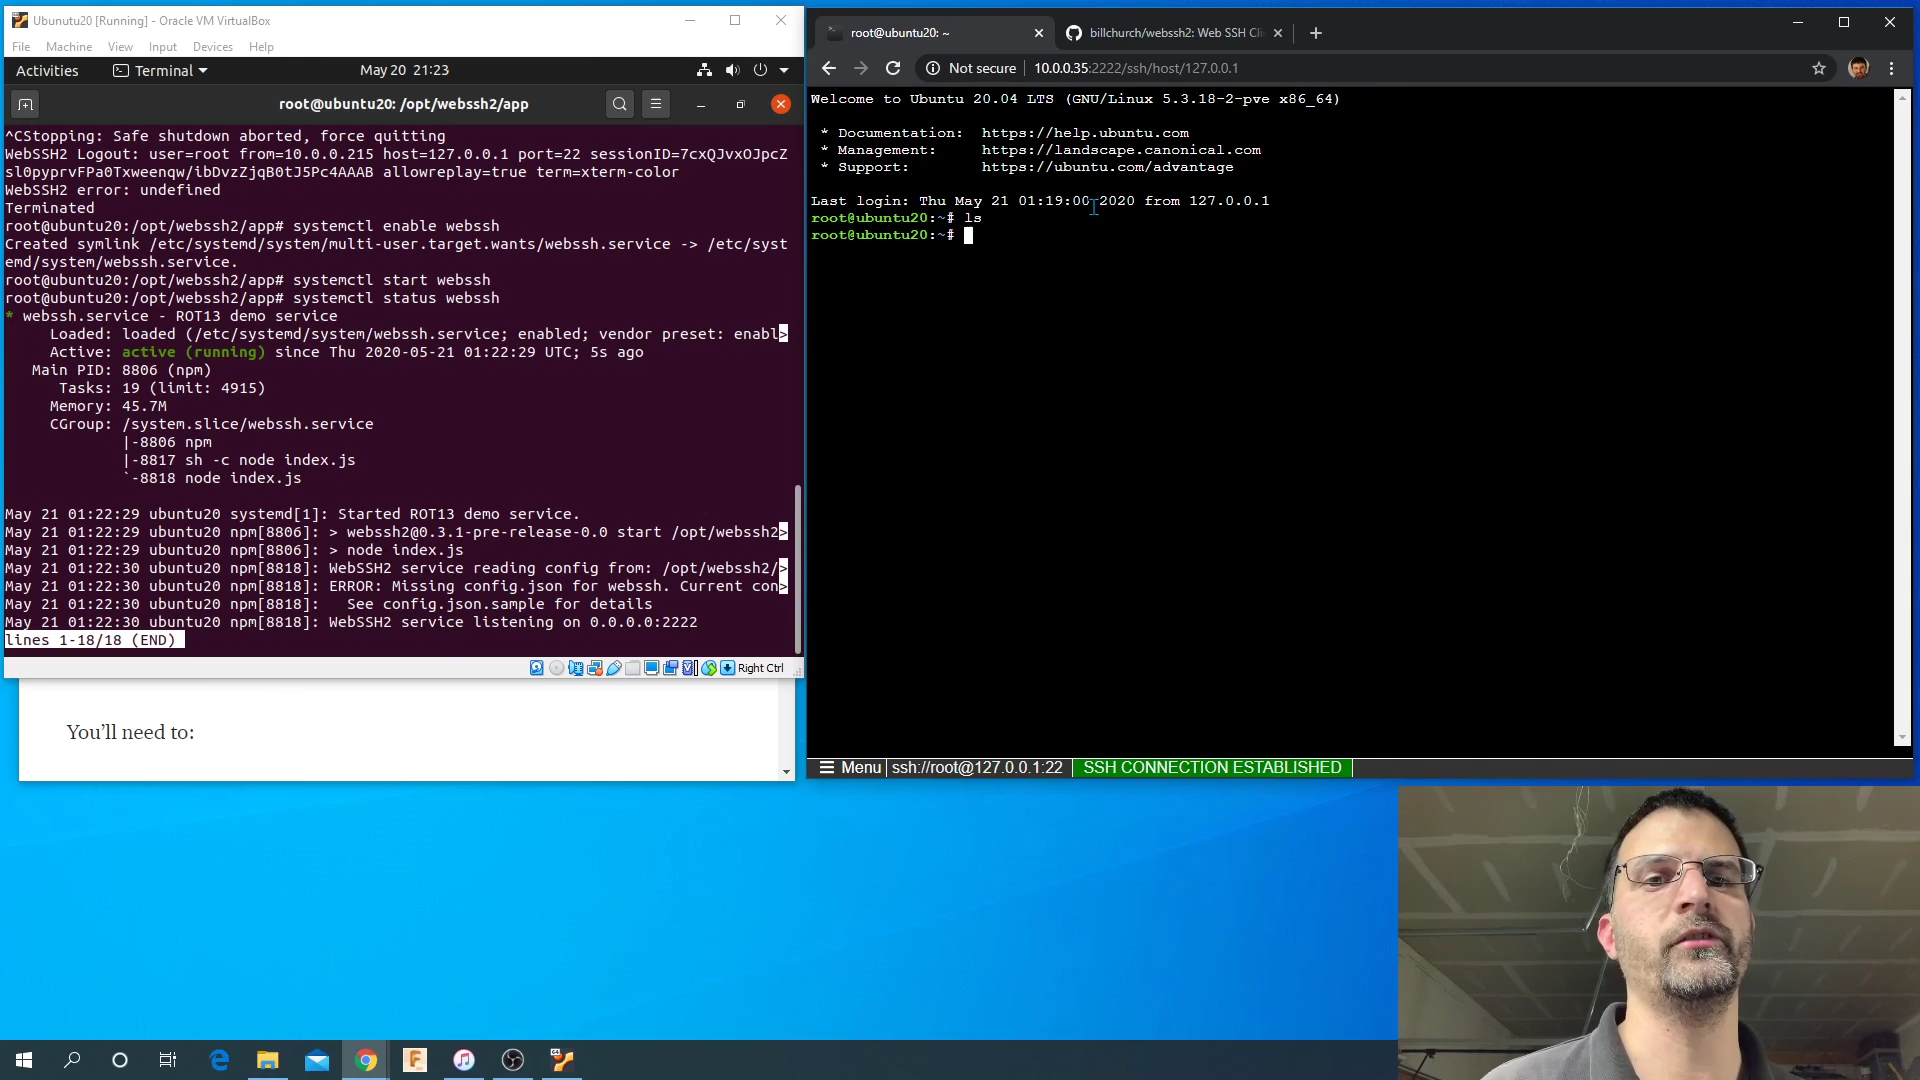 Ubunutu20 [Running] - Oracle VM VirtualBox
File Machine View Input Devices Help
Activities Terminal May 20 21:23
root@ubuntu20: /opt/webssh2/app
^CStopping: Safe shutdown aborted, force quitting
WebSSH2 Logout: user=root from=10.0.0.215 host=127.0.0.1 port=22 sessionID=7cxQJvxOJpcZ
sl0pyprvFPa0Txweenqw/ibDvzZjqB0tJ5Pc4AAAB allowreplay=true term=xterm-color
WebSSH2 error: undefined
Terminated
root@ubuntu20:/opt/webssh2/app# systemctl enable webssh
Created symlink /etc/systemd/system/multi-user.target.wants/webssh.service -> /etc/syst
emd/system/webssh.service.
root@ubuntu20:/opt/webssh2/app# systemctl start webssh
root@ubuntu20:/opt/webssh2/app# systemctl status webssh
* webssh.service - ROT13 demo service
Loaded: loaded (/etc/systemd/system/webssh.service; enabled; vendor preset: enabl>
Active: active (running) since Thu 2020-05-21 01:22:29 UTC; 5s ago
Main PID: 8806 (npm)
Tasks: 19 (limit: 4915)
Memory: 45.7M
CGroup: /system.slice/webssh.service
|-8806 npm
|-8817 sh -c node index.js
`-8818 node index.js
May 21 01:22:29 ubuntu20 systemd[1]: Started ROT13 demo service.
May 21 01:22:29 ubuntu20 npm[8806]: > webssh2@0.3.1-pre-release-0.0 start /opt/webssh2>
May 21 01:22:29 ubuntu20 npm[8806]: > node index.js
May 21 01:22:30 ubuntu20 npm[8818]: WebSSH2 service reading config from: /opt/webssh2/>
May 21 01:22:30 ubuntu20 npm[8818]: ERROR: Missing config.json for webssh. Current con>
May 21 01:22:30 ubuntu20 npm[8818]: See config.json.sample for details
May 21 01:22:30 ubuntu20 npm[8818]: WebSSH2 service listening on 0.0.0.0:2222
lines 1-18/18 (END)
Right Ctrl
You’ll need to:
root@ubuntu20: ~ billchurch/webssh2: Web SSH Cli
Not secure 10.0.0.35:2222/ssh/host/127.0.0.1
Welcome to Ubuntu 20.04 LTS (GNU/Linux 5.3.18-2-pve x86_64)
* Documentation: https://help.ubuntu.com
* Management: https://landscape.canonical.com
* Support: https://ubuntu.com/advantage
Last login: Thu May 21 01:19:00 2020 from 127.0.0.1
root@ubuntu20:~# ls
root@ubuntu20:~#
Menu ssh://root@127.0.0.1:22 SSH CONNECTION ESTABLISHED